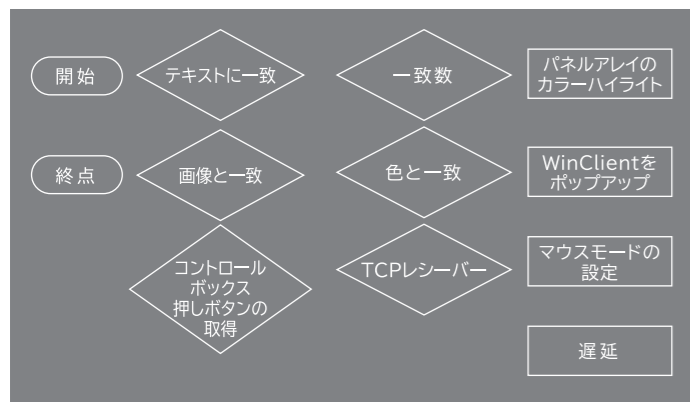 開始
テキストに一致
一致数
パネルアレイの
カラーハイライト
終点
画像と一致
色と一致
WinClientを
ポップアップ
コントロール
ボックス
押しボタンの
取得
TCPレシーバー
マウスモードの
設定
遅延